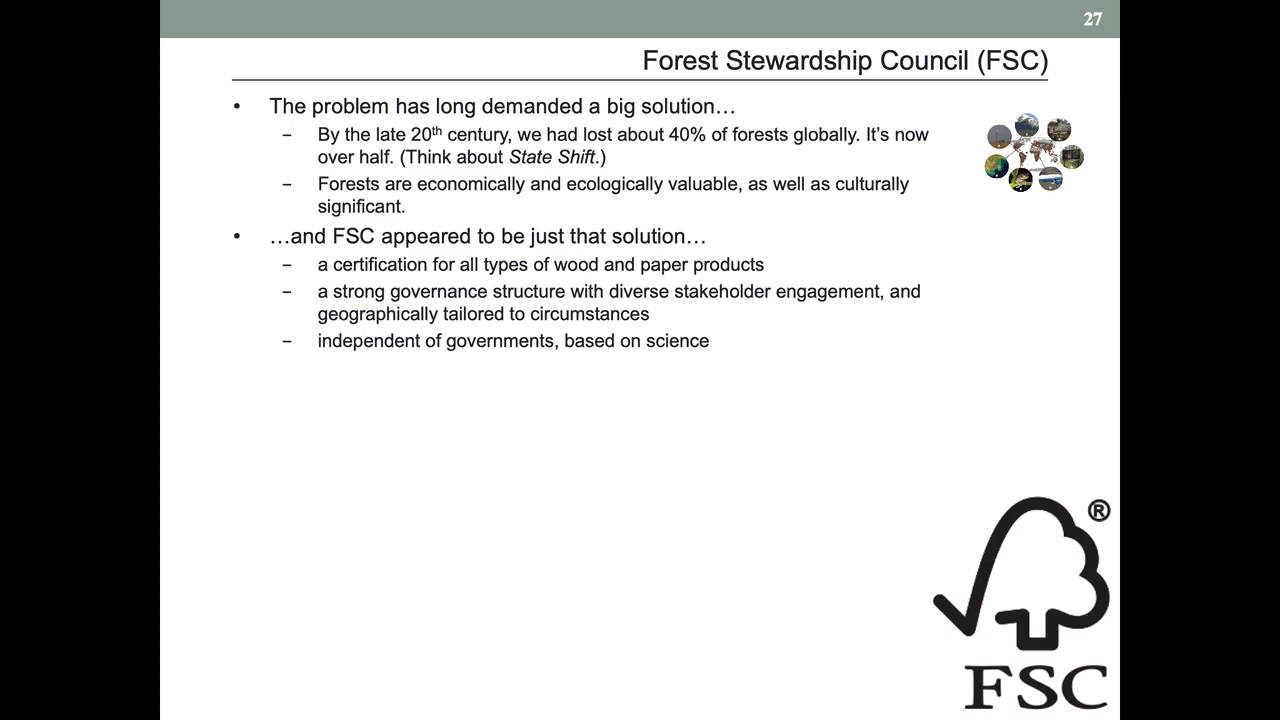 27
Forest Stewardship Council (FSC)
• The problem has long demanded a big solution…
– By the late 20th century, we had lost about 40% of forests globally. It's now
over half. (Think about State Shift.)
– Forests are economically and ecologically valuable, as well as culturally
significant.
• …and FSC appeared to be just that solution…
– a certification for all types of wood and paper products
– a strong governance structure with diverse stakeholder engagement, and
geographically tailored to circumstances
– independent of governments, based on science
®
FSC